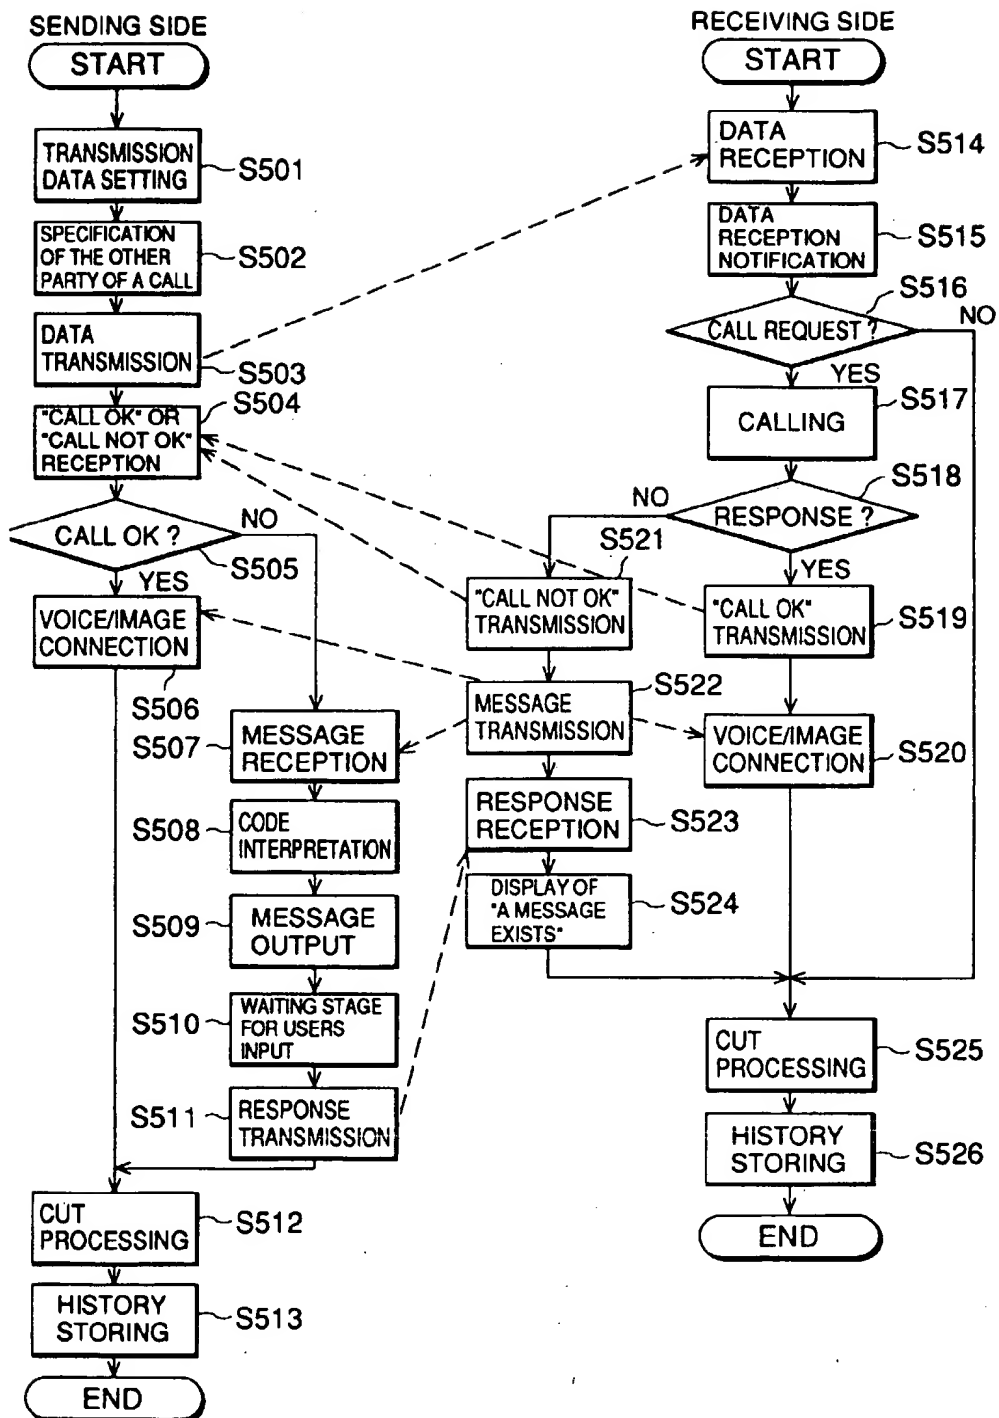 SENDING SIDE
START
TRANSMISSION
DATA SETTING
S501
SPECIFICATION
OF THE OTHER
PARTY OF A CALL
S502
DATA
TRANSMISSION
S503
"CALL OK" OR
"CALL NOT OK"
RECEPTION
S504
CALL OK ?
NO
S505
YES
VOICE/IMAGE
CONNECTION
S506
S507
MESSAGE
RECEPTION
S508
CODE
INTERPRETATION
S509
MESSAGE
OUTPUT
S510
WAITING STAGE
FOR USERS
INPUT
S511
RESPONSE
TRANSMISSION
CUT
PROCESSING
S512
HISTORY
STORING
S513
END
RECEIVING SIDE
START
DATA
RECEPTION
S514
DATA
RECEPTION
NOTIFICATION
S515
S516
CALL REQUEST ?
NO
YES
CALLING
S517
S518
RESPONSE ?
NO
YES
S521
"CALL NOT OK"
TRANSMISSION
"CALL OK"
TRANSMISSION
S519
S522
MESSAGE
TRANSMISSION
VOICE/IMAGE
CONNECTION
S520
RESPONSE
RECEPTION
S523
DISPLAY OF
"A MESSAGE
EXISTS"
S524
CUT
PROCESSING
S525
HISTORY
STORING
S526
END